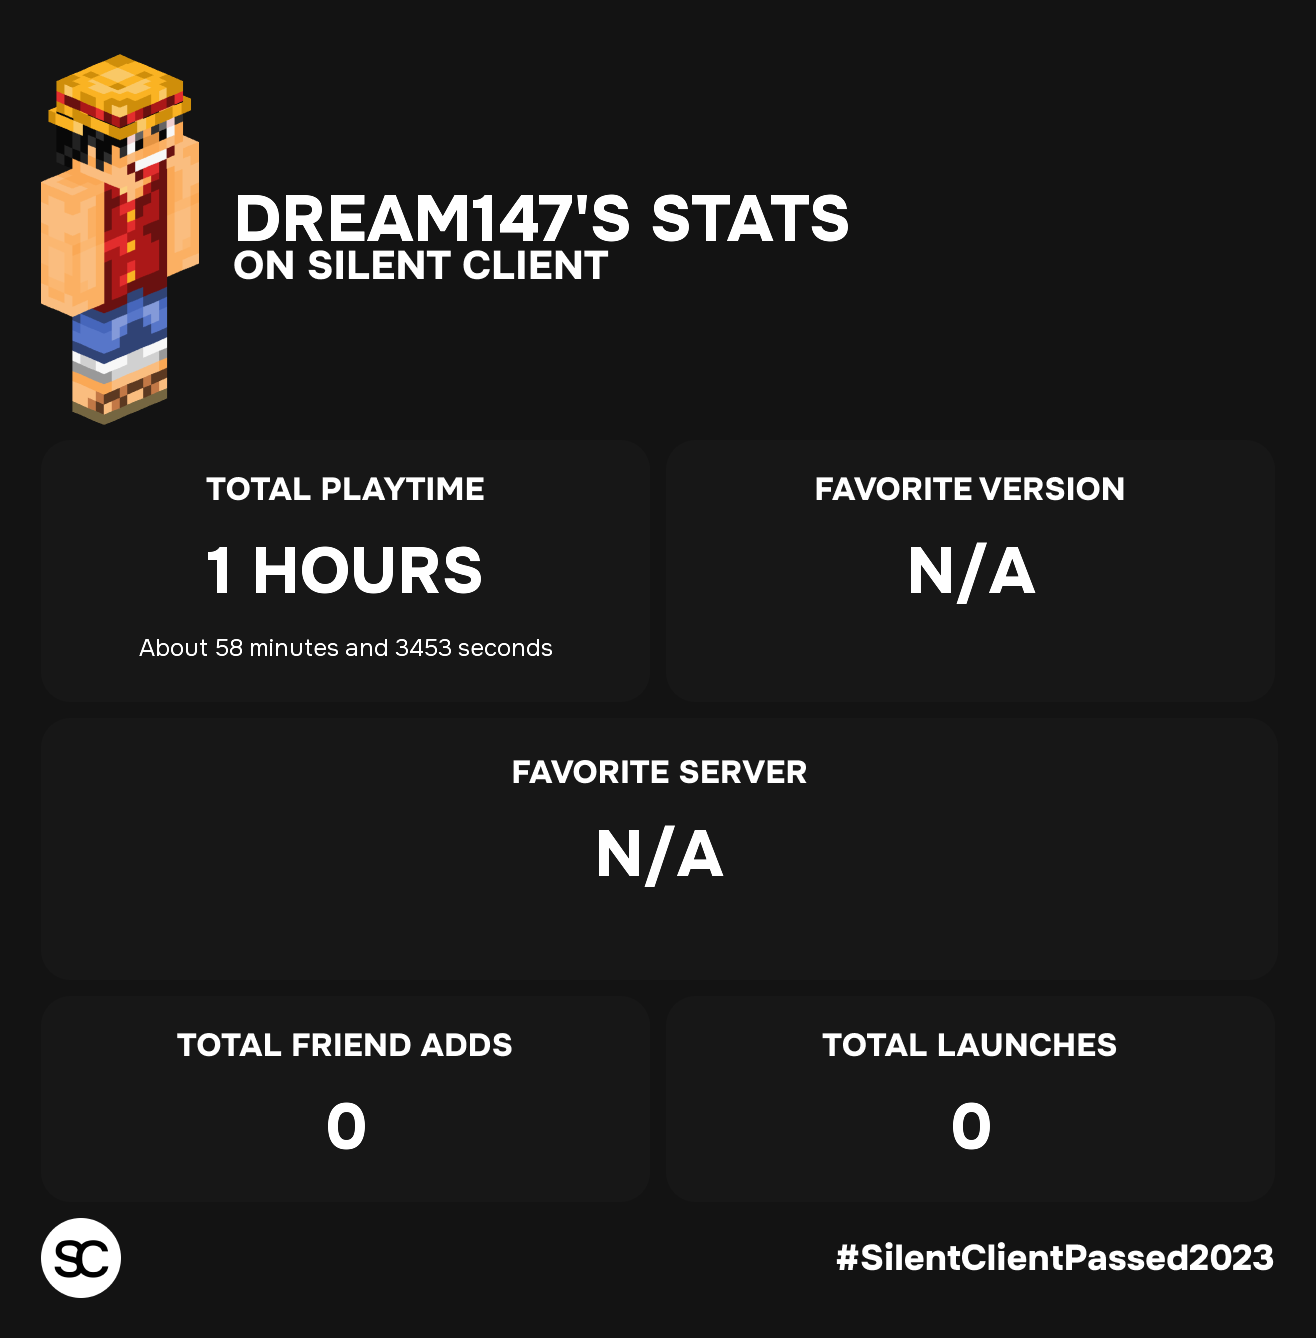 DREAM147'S STATS
ON SILENT CLIENT
TOTAL PLAYTIME
1 HOURS
About 58 minutes and 3453 seconds
FAVORITE VERSION
N/A
FAVORITE SERVER
N/A
TOTAL FRIEND ADDS
0
TOTAL LAUNCHES
0
SC
#SilentClientPassed2023